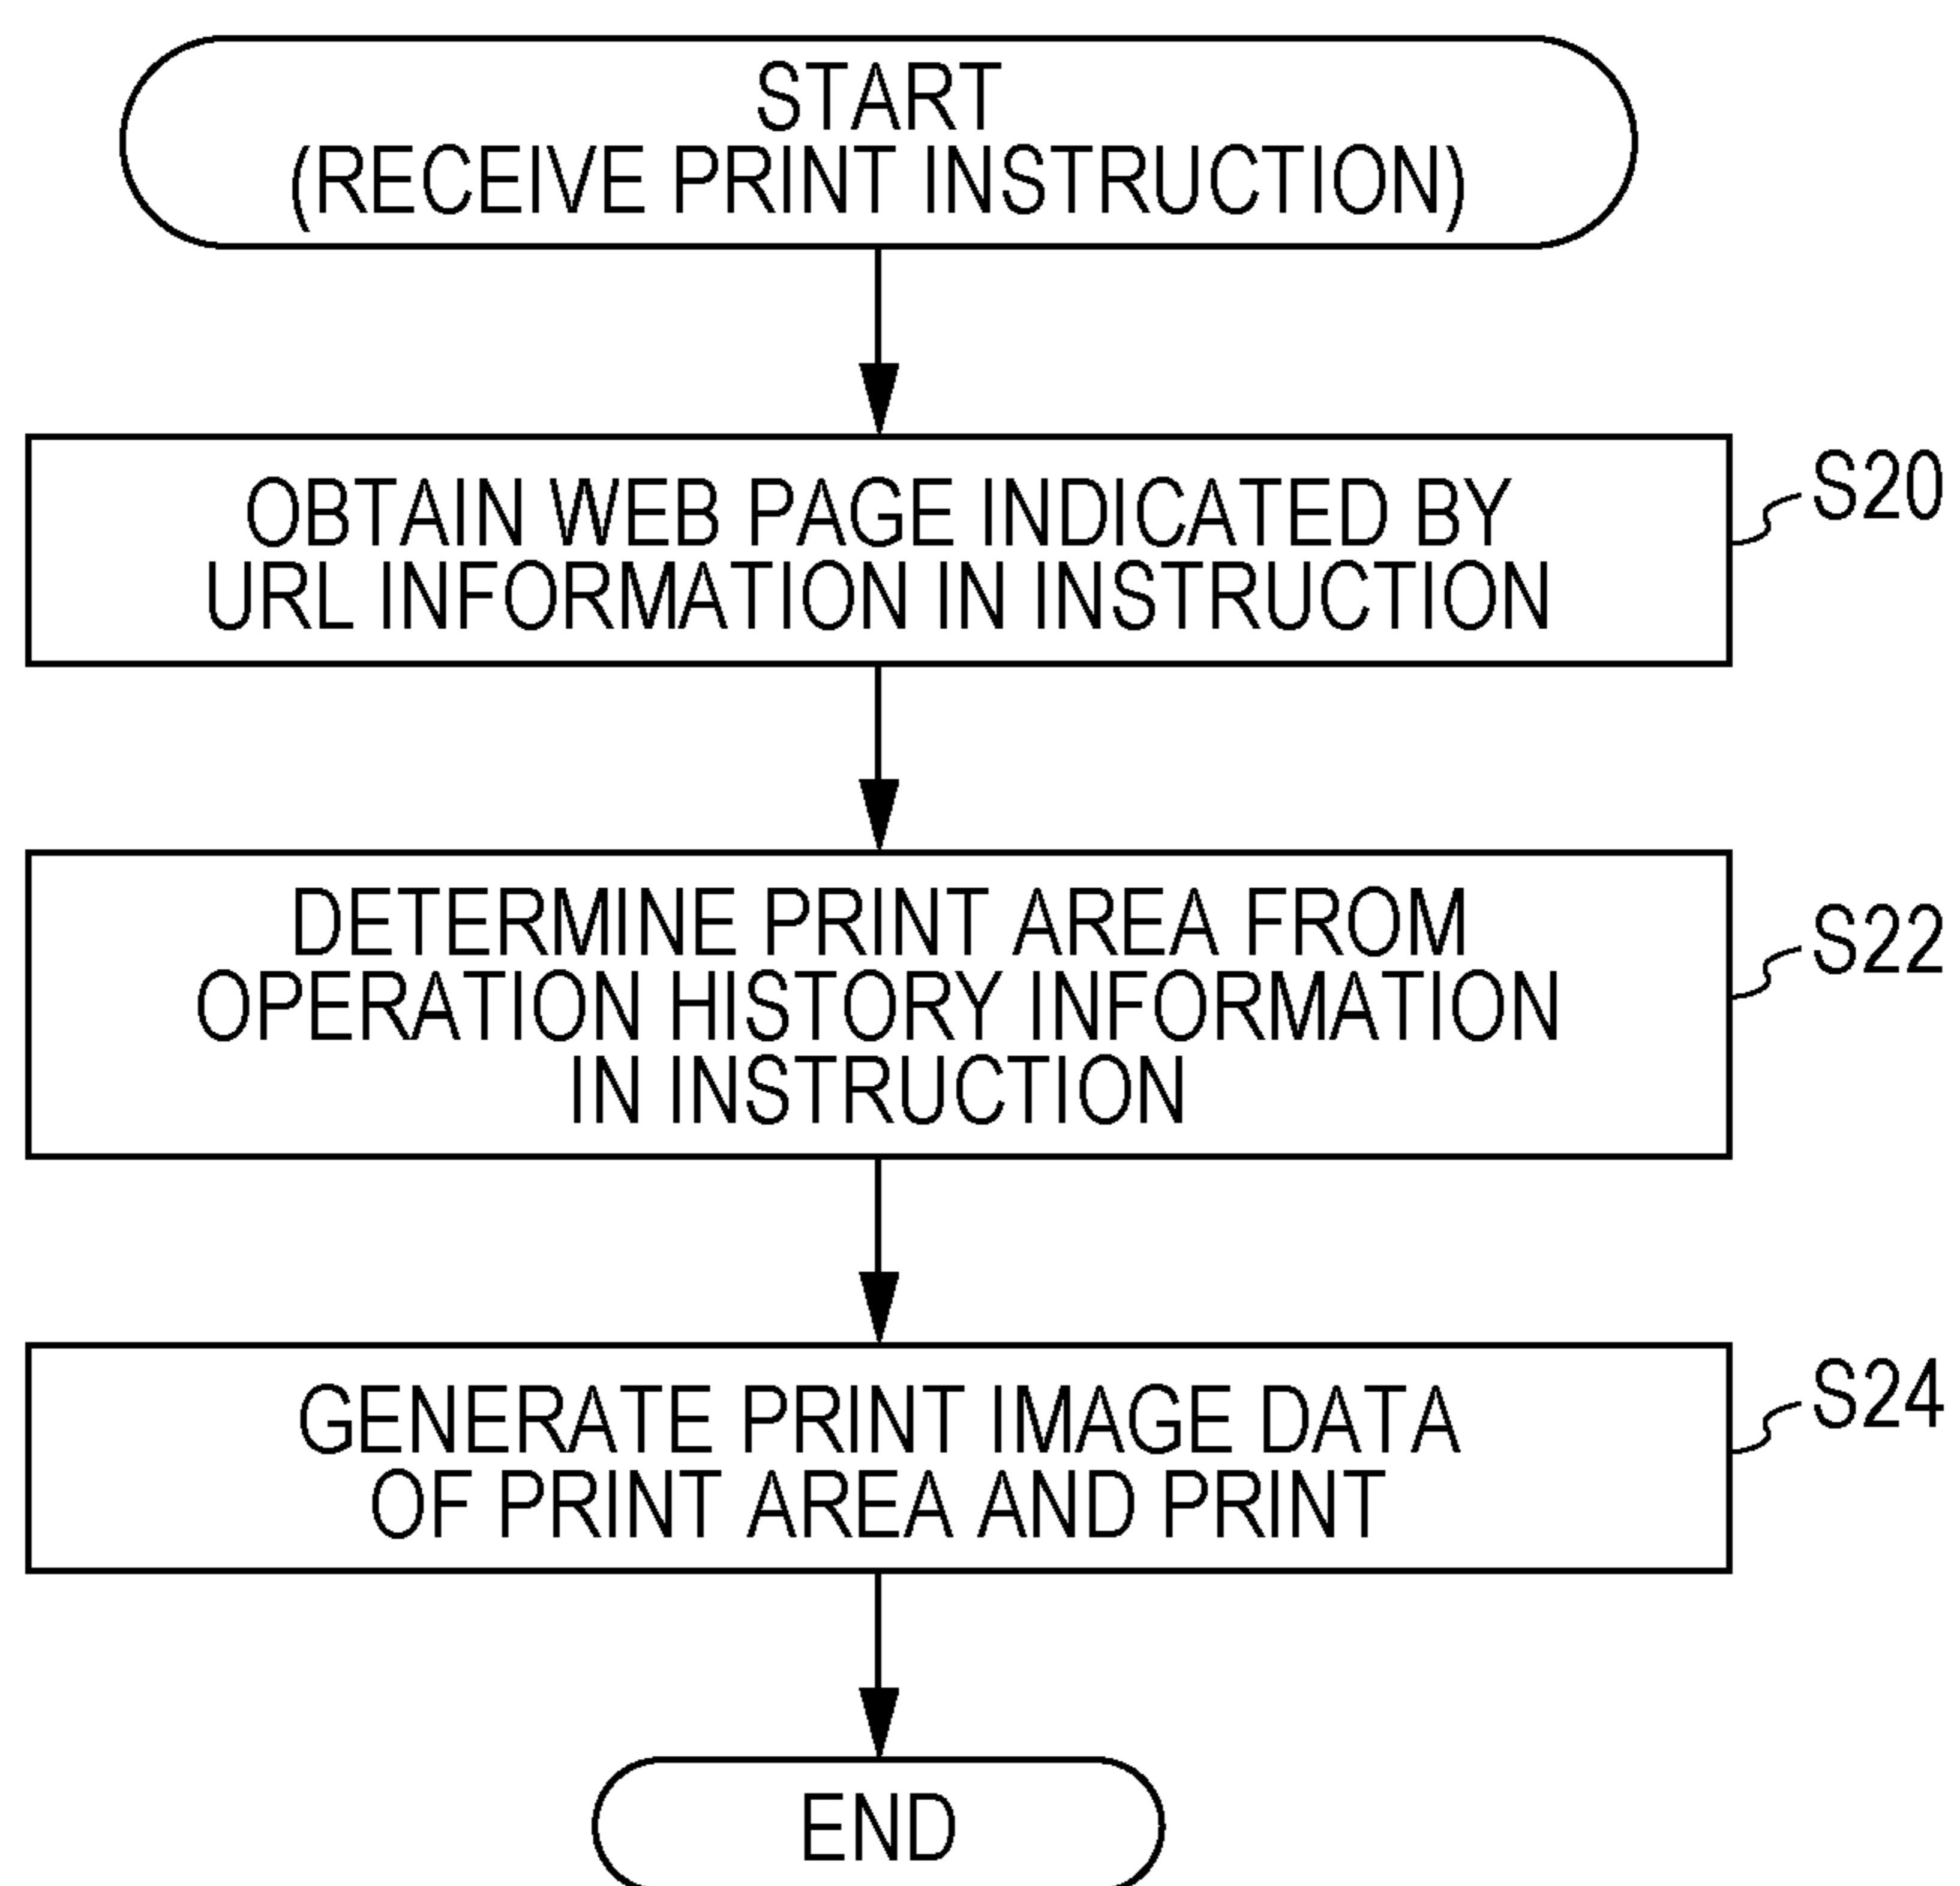 START
(RECEIVE PRINT INSTRUCTION)
OBTAIN WEB PAGE INDICATED BY
URL INFORMATION IN INSTRUCTION
S20
DETERMINE PRINT AREA FROM
OPERATION HISTORY INFORMATION
IN INSTRUCTION
S22
GENERATE PRINT IMAGE DATA
OF PRINT AREA AND PRINT
S24
END